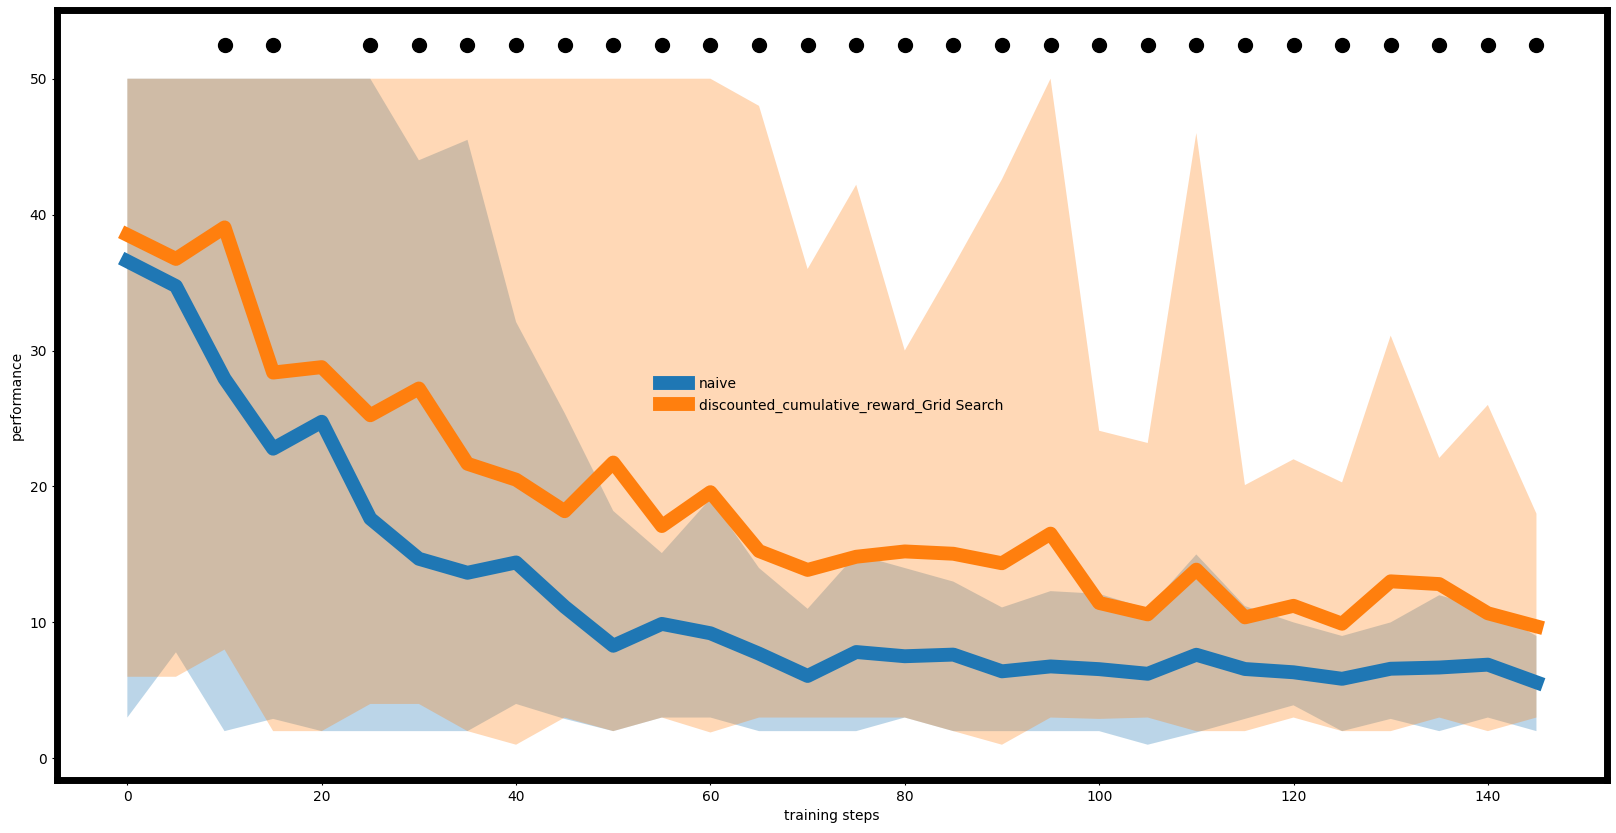 50
40
30
20
10
0
performance
naive
discounted_cumulative_reward_Grid Search
0 20 40 60 80 100 120 140
training steps